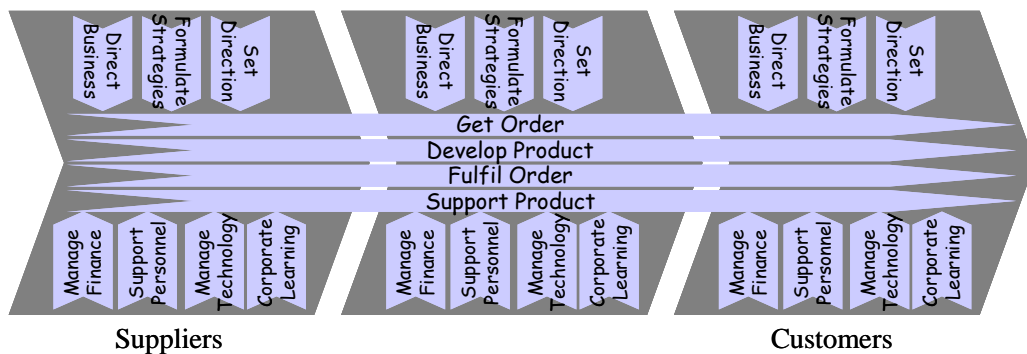 Direct
Business
Formulate
Strategies
Set
Direction
Direct
Business
Formulate
Strategies
Set
Direction
Direct
Business
Formulate
Strategies
Set
Direction
Get Order
Develop Product
Fulfil Order
Support Product
Manage
Finance
Support
Personnel
Manage
Technology
Corporate
Learning
Manage
Finance
Support
Personnel
Manage
Technology
Corporate
Learning
Manage
Finance
Support
Personnel
Manage
Technology
Corporate
Learning
Suppliers
Customers